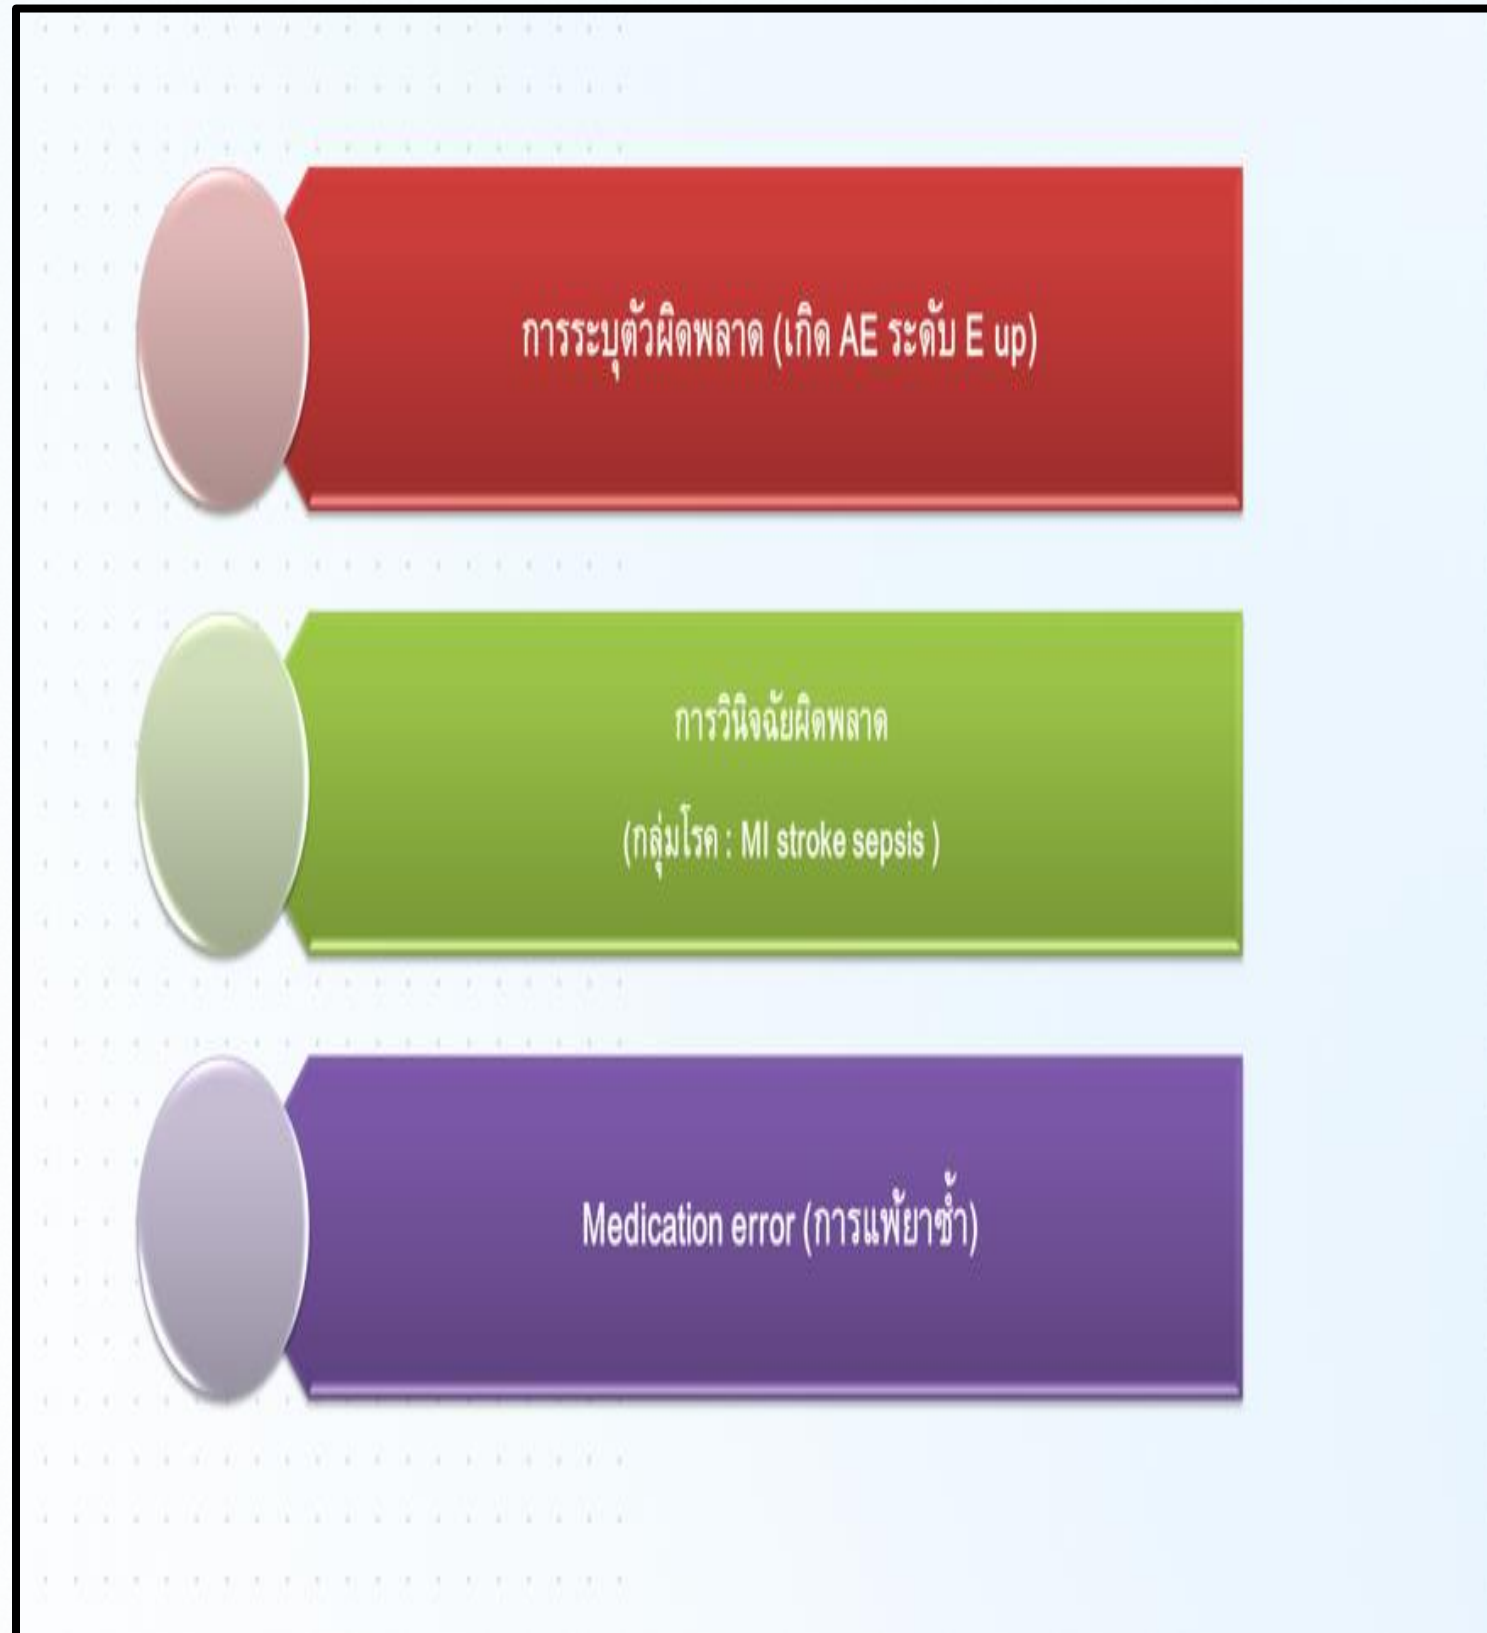 การระบุตัวผิดพลาด (เกิด AE ระดับ E up)
การวินิจฉัยผิดพลาด
(กลุ่มโรค : MI stroke sepsis )
Medication error (การแพ้ยาซ้ำ)